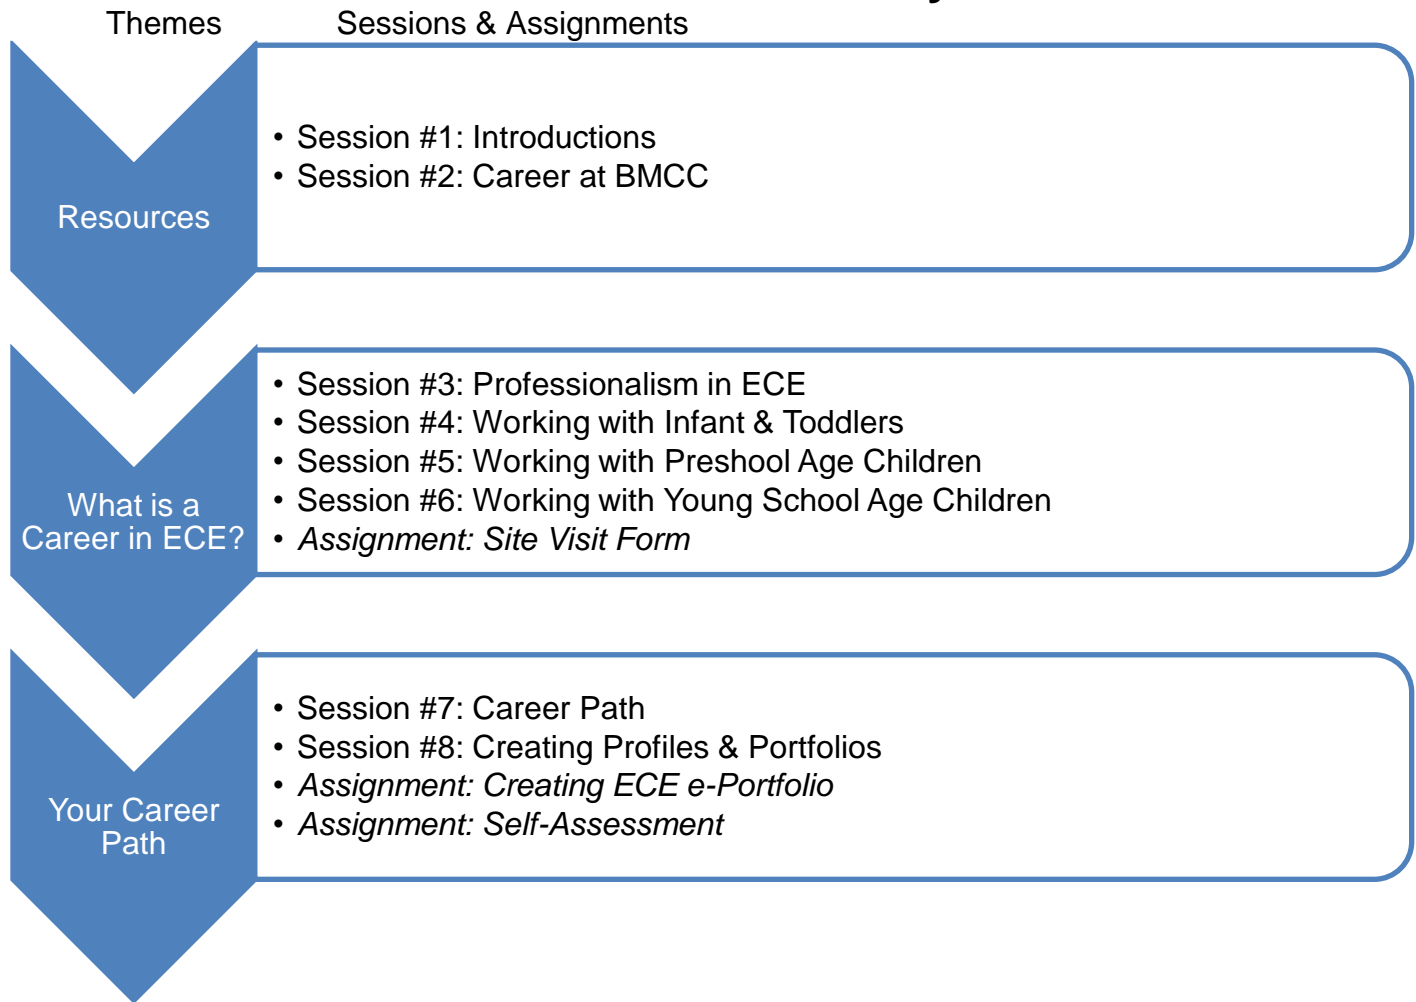 Themes Sessions & Assignments
Resources
• Session #1: Introductions
• Session #2: Career at BMCC
What is a
Career in ECE?
• Session #3: Professionalism in ECE
• Session #4: Working with Infant & Toddlers
• Session #5: Working with Preshool Age Children
• Session #6: Working with Young School Age Children
• Assignment: Site Visit Form
Your Career
Path
• Session #7: Career Path
• Session #8: Creating Profiles & Portfolios
• Assignment: Creating ECE e-Portfolio
• Assignment: Self-Assessment